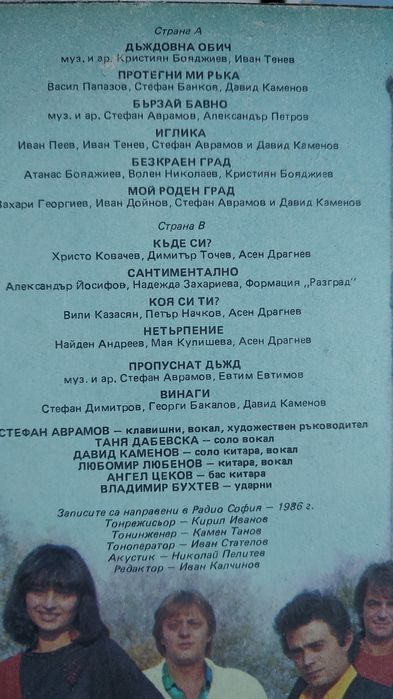 Страна А
ДЪЖДОВНА ОБИЧ
муз. и ар. Кристиян Бояджиев, Иван Тенев
ПРОТЕГНИ МИ РЪКА
Васил Папазов, Стефан Банков, Давид Каменов
БЪРЗАЙ БАВНО
муз. и ар. Стефан Аврамов, Александър Петров
ИГЛИКА
Иван Пеев, Иван Тенев, Стефан Аврамов и Давид Каменов
БЕЗКРАЕН ГРАД
Атанас Бояджиев, Волен Николаев, Кристиян Бояджиев
МОЙ РОДЕН ГРАД
Захари Георгиев, Иван Дойнов, Стефан Аврамов и Давид Каменов
Страна В
КЪДЕ СИ?
Христо Ковачев, Димитър Точев, Асен Драгнев
САНТИМЕНТАЛНО
Александър Йосифов, Надежда Захариева, Формация „Разград"
КОЯ СИ ТИ?
Вили Казасян, Петър Начков, Асен Драгнев
НЕТЪРПЕНИЕ
Найден Андреев, Мая Кулишева, Асен Драгнев
ПРОПУСНАТ ДЪЖД
муз. и ар. Стефан Аврамов, Евтим Евтимов
ВИНАГИ
Стефан Димитров, Георги Бакалов, Давид Каменов
СТЕФАН АВРАМОВ — клавишни, вокал, художествен ръководител
ТАНЯ ДАБЕВСКА — соло вокал
ДАВИД КАМЕНОВ — соло китара, вокал
ЛЮБОМИР ЛЮБЕНОВ — китара, вокал
АНГЕЛ ЦЕКОВ — бас китара
ВЛАДИМИР БУХТЕВ — ударни
Записите са направени в Радио София — 1986 г.
Тонрежисьор — Кирил Иванов
Тонинженер — Камен Танов
Тоноператор — Иван Стателов
Акустик — Николай Пелитев
Редактор — Иван Капчинов